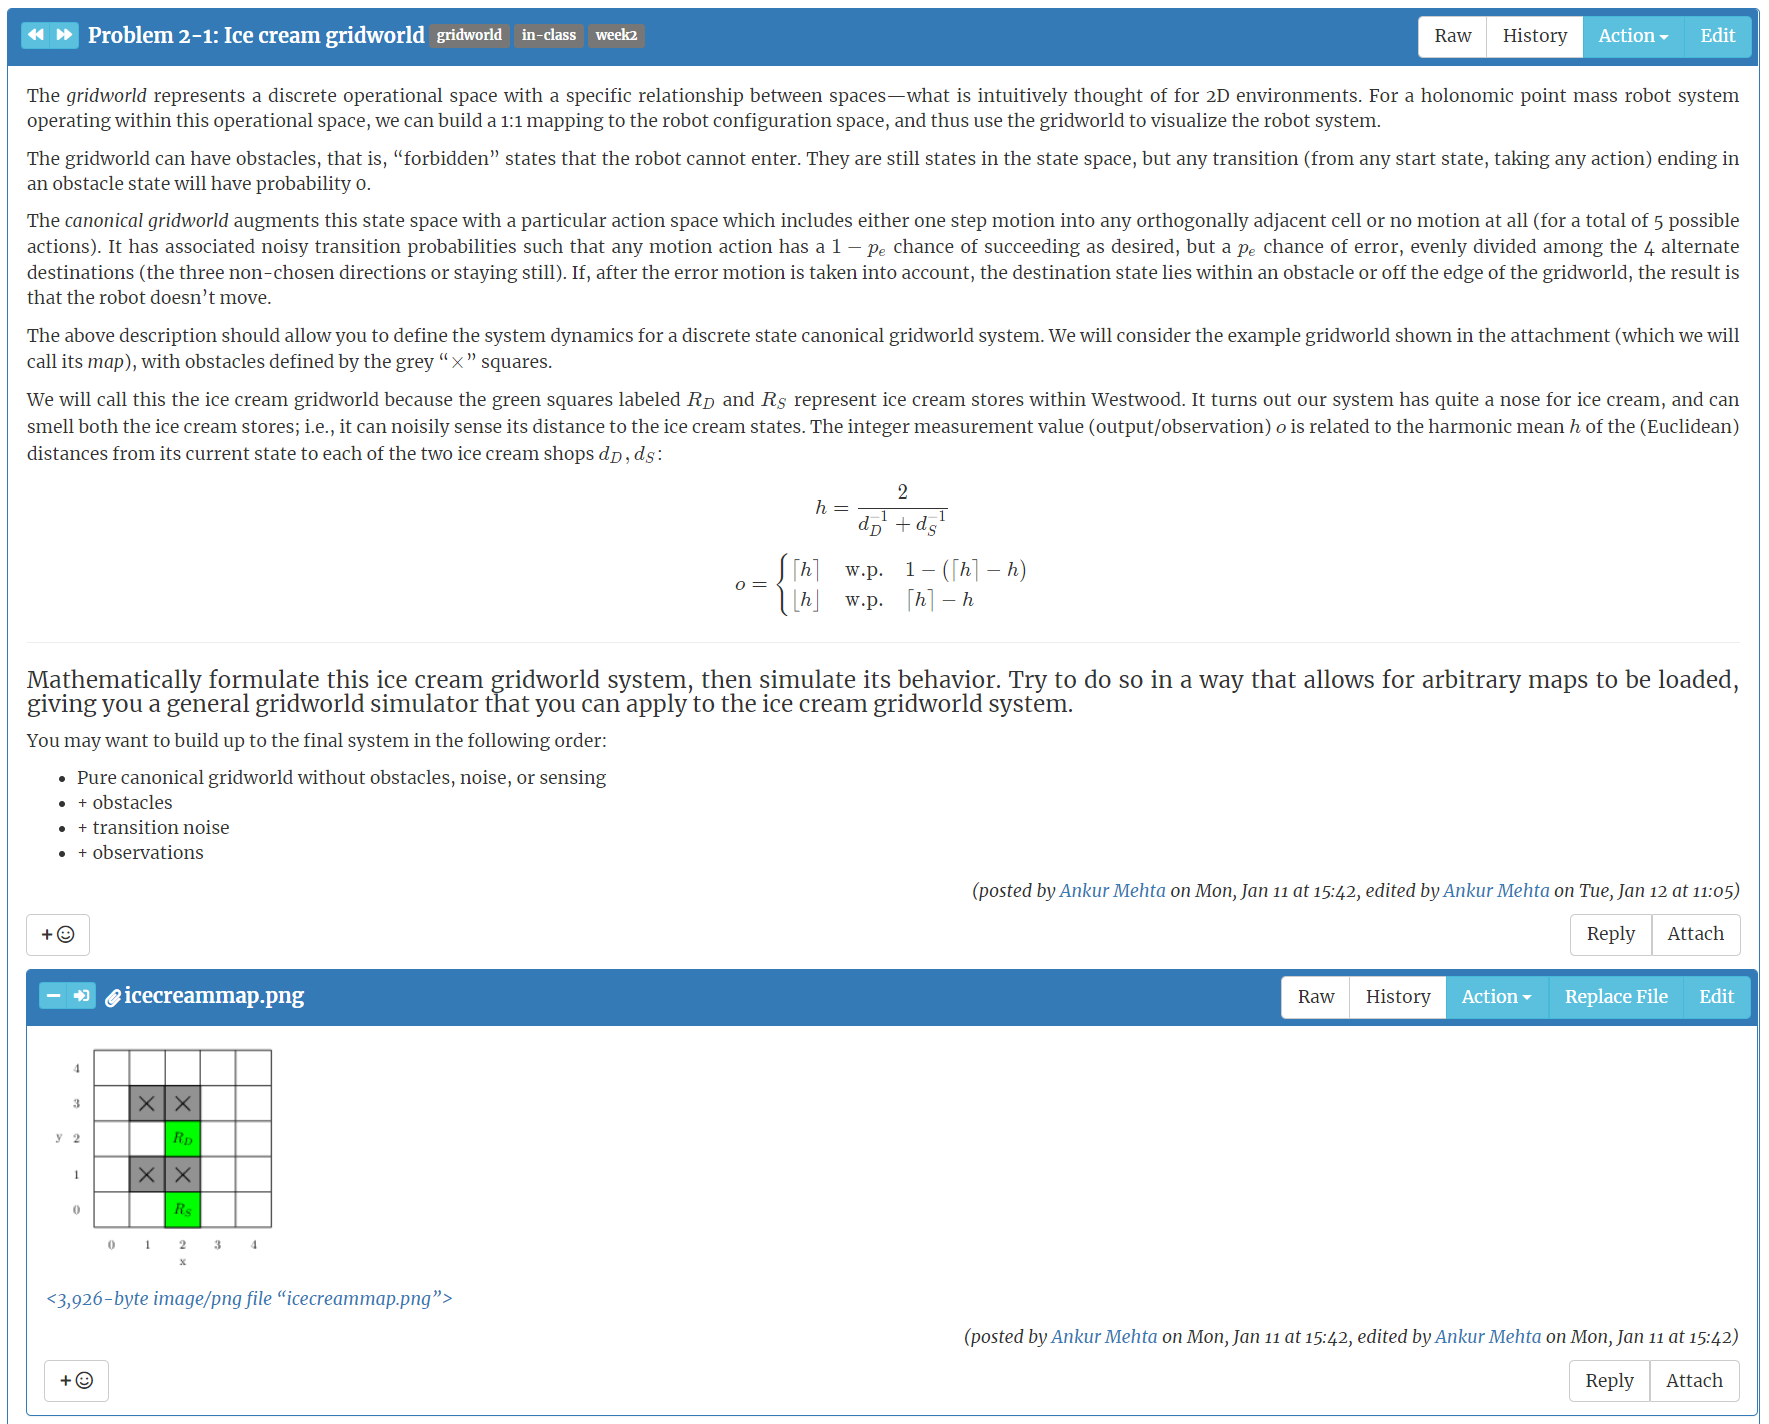 Problem 2-1: Ice cream gridworld gridworld in-class week2 Raw History Action Edit
The gridworld represents a discrete operational space with a specific relationship between spaces—what is intuitively thought of for 2D environments. For a holonomic point mass robot system
operating within this operational space, we can build a 1:1 mapping to the robot configuration space, and thus use the gridworld to visualize the robot system.
The gridworld can have obstacles, that is, “forbidden” states that the robot cannot enter. They are still states in the state space, but any transition (from any start state, taking any action) ending in
an obstacle state will have probability 0.
The canonical gridworld augments this state space with a particular action space which includes either one step motion into any orthogonally adjacent cell or no motion at all (for a total of 5 possible
actions). It has associated noisy transition probabilities such that any motion action has a 1 − p_e chance of succeeding as desired, but a p_e chance of error, evenly divided among the 4 alternate
destinations (the three non-chosen directions or staying still). If, after the error motion is taken into account, the destination state lies within an obstacle or off the edge of the gridworld, the result is
that the robot doesn’t move.
The above description should allow you to define the system dynamics for a discrete state canonical gridworld system. We will consider the example gridworld shown in the attachment (which we will
call its map), with obstacles defined by the grey “×” squares.
We will call this the ice cream gridworld because the green squares labeled R_D and R_S represent ice cream stores within Westwood. It turns out our system has quite a nose for ice cream, and can
smell both the ice cream stores; i.e., it can noisily sense its distance to the ice cream states. The integer measurement value (output/observation) o is related to the harmonic mean h of the (Euclidean)
distances from its current state to each of the two ice cream shops d_D, d_S:
h = 2 / (d_D^{-1} + d_S^{-1})
o = { ⌈h⌉ w.p. 1 − (⌈h⌉ − h)
⌊h⌋ w.p. ⌈h⌉ − h
Mathematically formulate this ice cream gridworld system, then simulate its behavior. Try to do so in a way that allows for arbitrary maps to be loaded,
giving you a general gridworld simulator that you can apply to the ice cream gridworld system.
You may want to build up to the final system in the following order:
• Pure canonical gridworld without obstacles, noise, or sensing
• + obstacles
• + transition noise
• + observations
(posted by Ankur Mehta on Mon, Jan 11 at 15:42, edited by Ankur Mehta on Tue, Jan 12 at 11:05)
+ Reply Attach
icecreammap.png Raw History Action Replace File Edit
4
3 × ×
y 2 R_D
1 × ×
0 R_S
0 1 2 3 4
x
<3,926-byte image/png file “icecreammap.png”>
(posted by Ankur Mehta on Mon, Jan 11 at 15:42, edited by Ankur Mehta on Mon, Jan 11 at 15:42)
+ Reply Attach